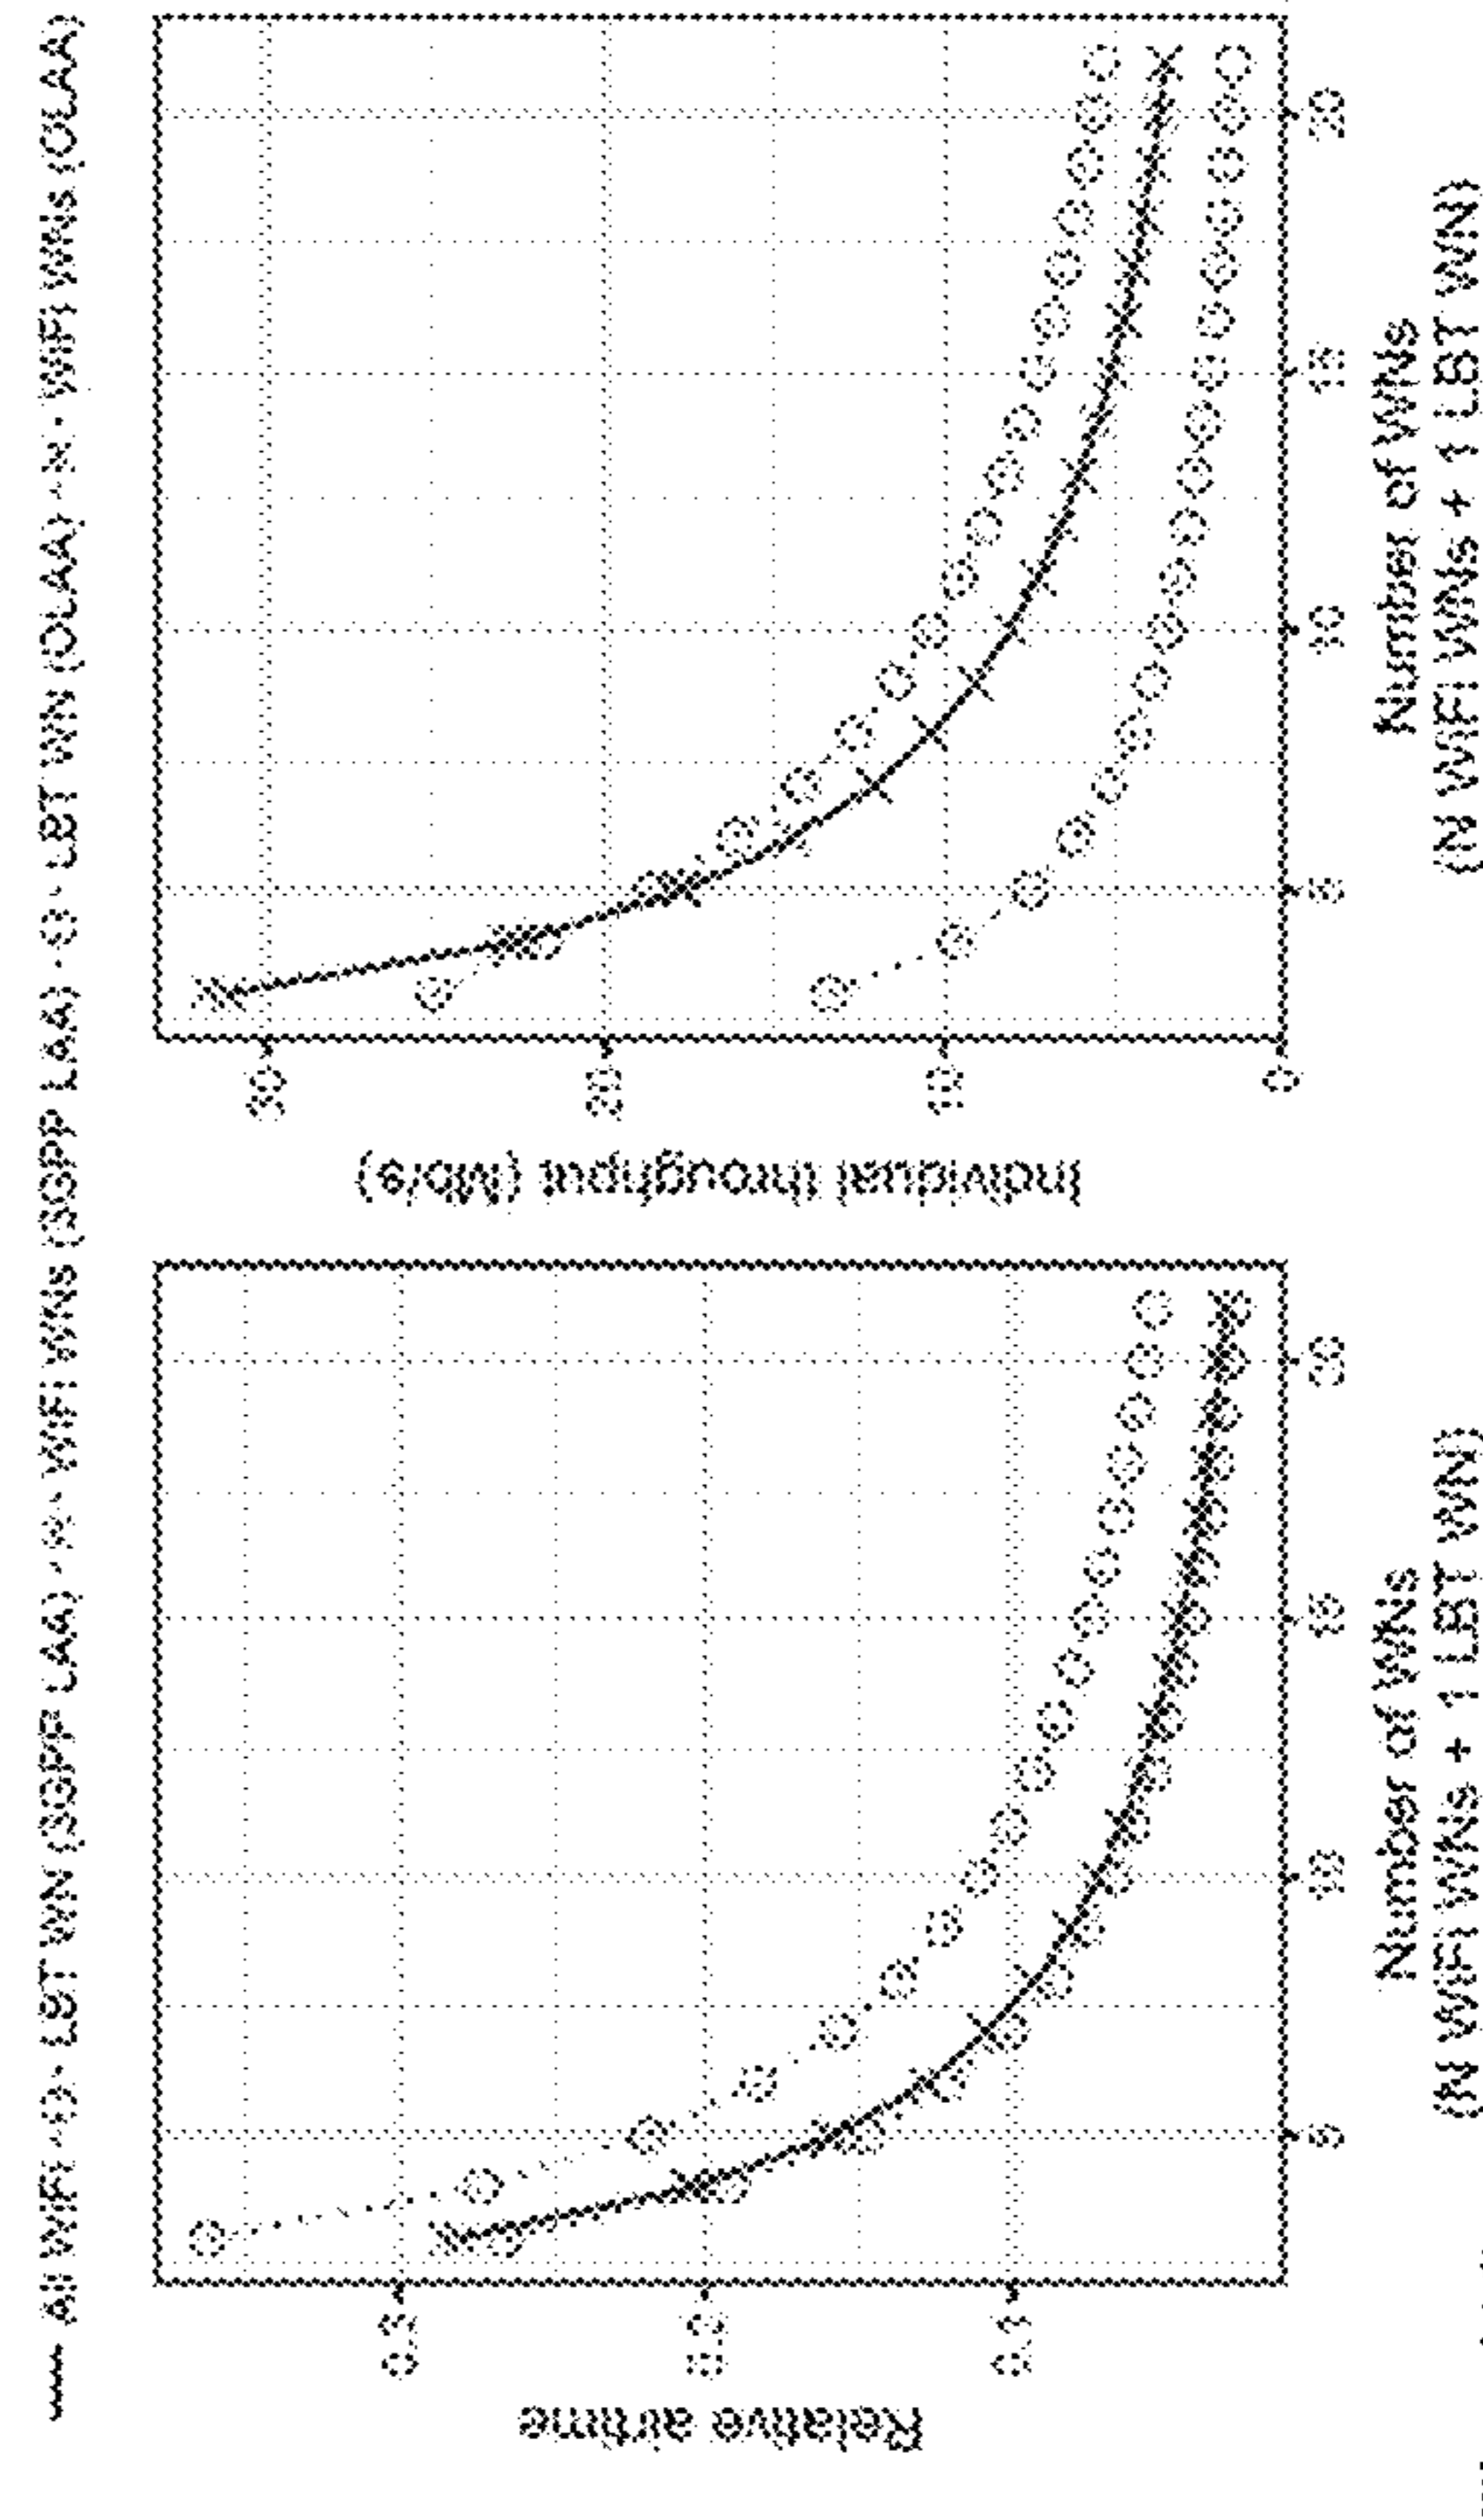 All WiFi -o- LBT WN (3GPP LAA) -x- WiFi WNs (3GPP LAA) -o- LBT WN (OLAA) -x- WiFi WNs (OLAA)
Relative airtime
0.3
0.2
0.1
5
10
15
20
Number of WNs
(N WiFi WNs + 1 LBT WN)
Individual throughput (Mb/s)
30
20
10
0
5
10
15
20
Number of WNs
(N WiFi WNs + 1 LBT WN)